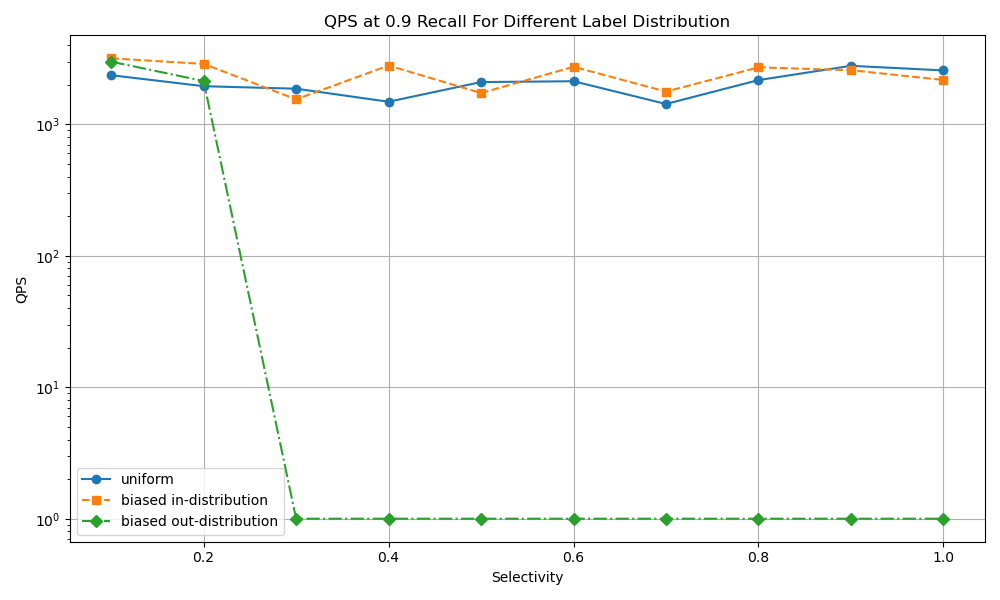 QPS at 0.9 Recall For Different Label Distribution
QPS
10³
10²
10¹
10⁰
uniform
biased in-distribution
biased out-distribution
0.2 0.4 0.6 0.8 1.0
Selectivity